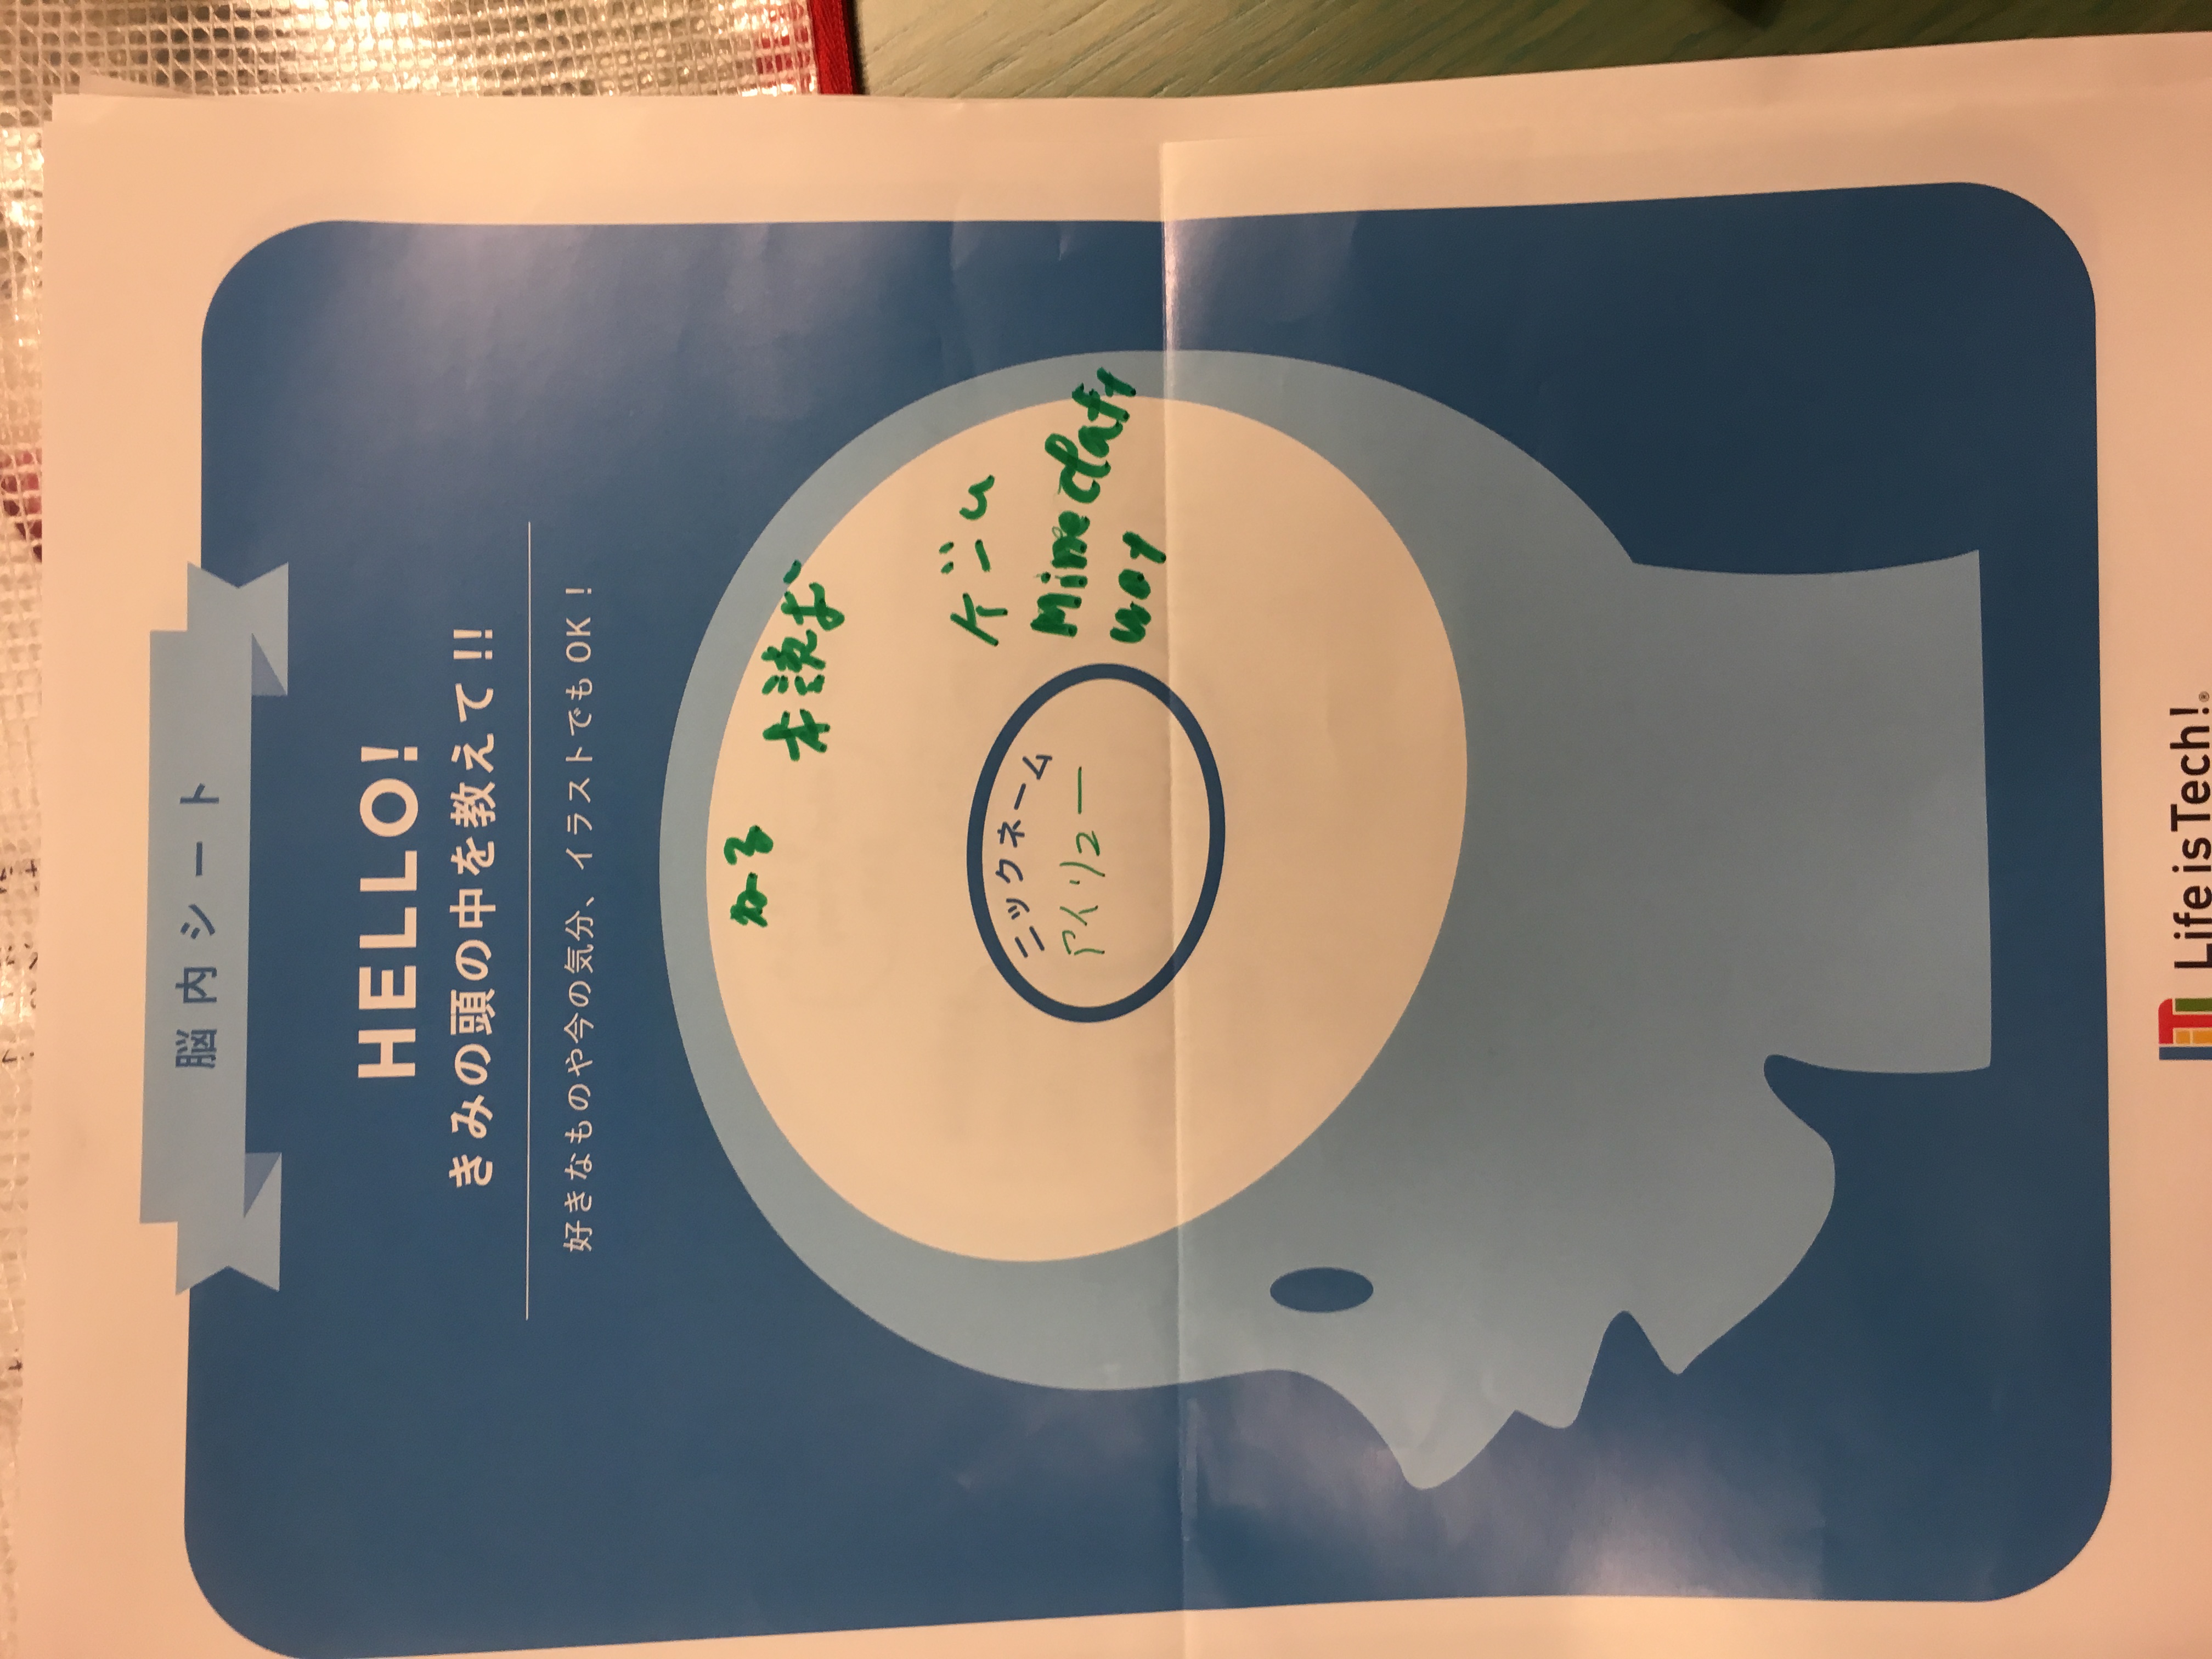 脳内シート
HELLO!
きみの頭の中を教えて!!
好きなものや今の気分、イラストでもOK!
ねる
本読む
ゲーム
Mineclaft
ニックネーム
アイリュー
Life is Tech!®